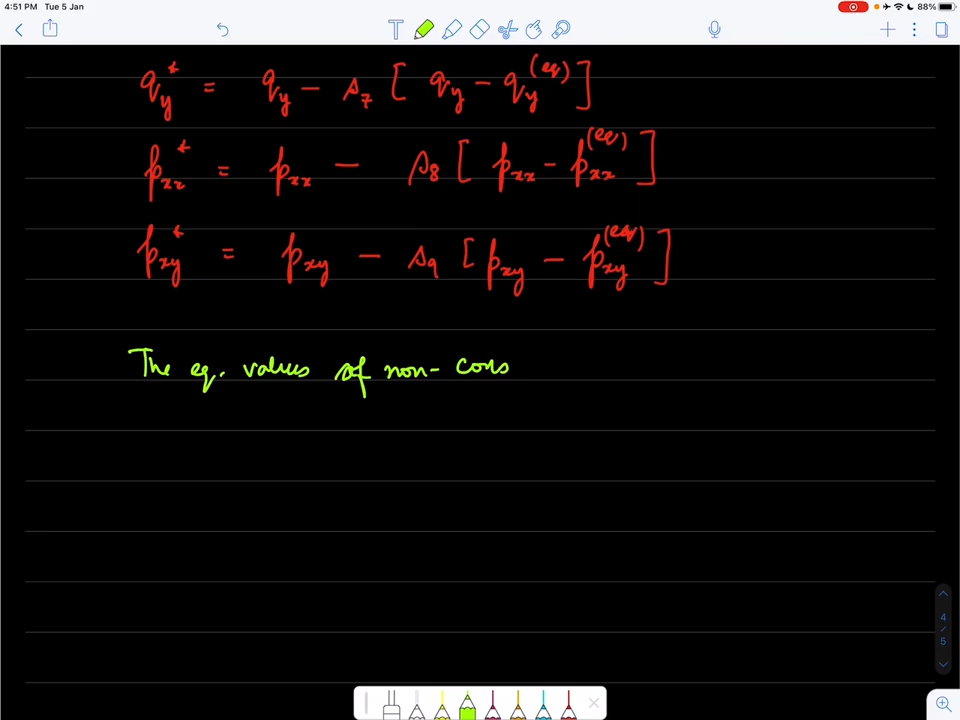 4:51 PM Tue 5 Jan 88%
q_y^* = q_y - s_7 [ q_y - q_y^(eq) ]
p_xx^* = p_xx - s_8 [ p_xx - p_xx^(eq) ]
p_xy^* = p_xy - s_9 [ p_xy - p_xy^(eq) ]
The eq. values of non- cons
4
/
5